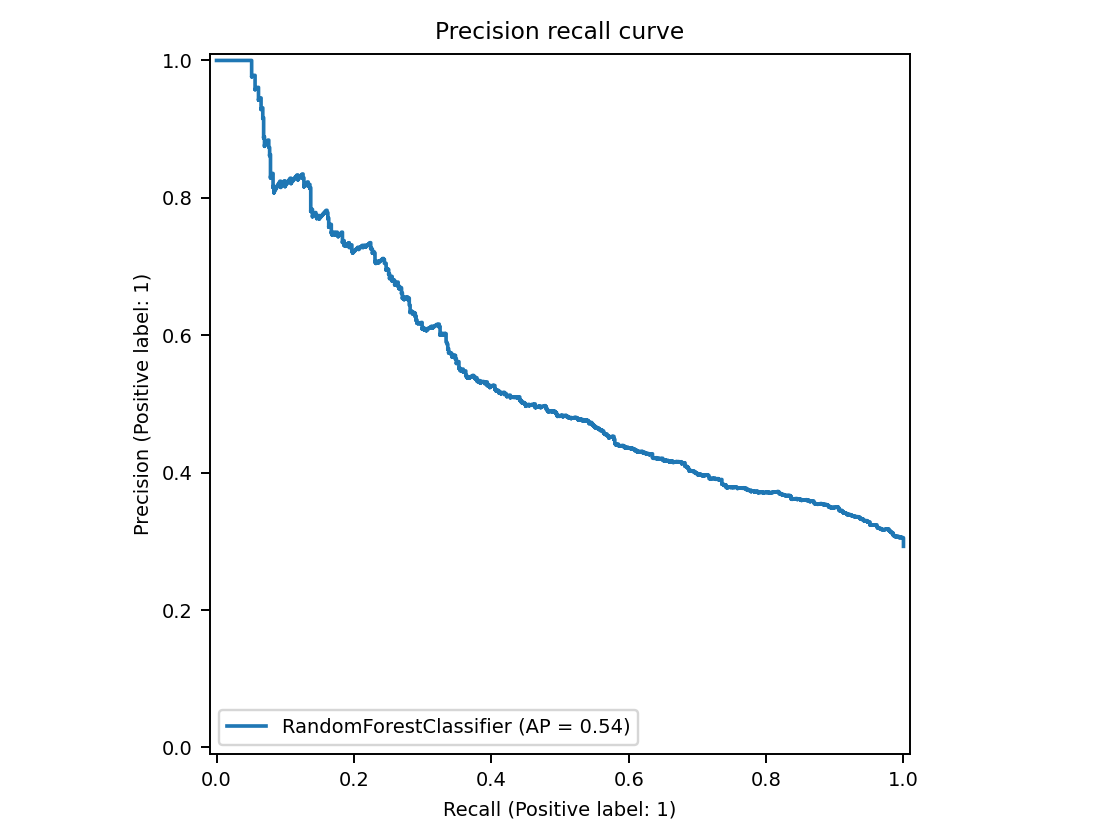 Precision recall curve
1.0
0.8
0.6
0.4
0.2
0.0
Precision (Positive label: 1)
RandomForestClassifier (AP = 0.54)
0.0 0.2 0.4 0.6 0.8 1.0
Recall (Positive label: 1)